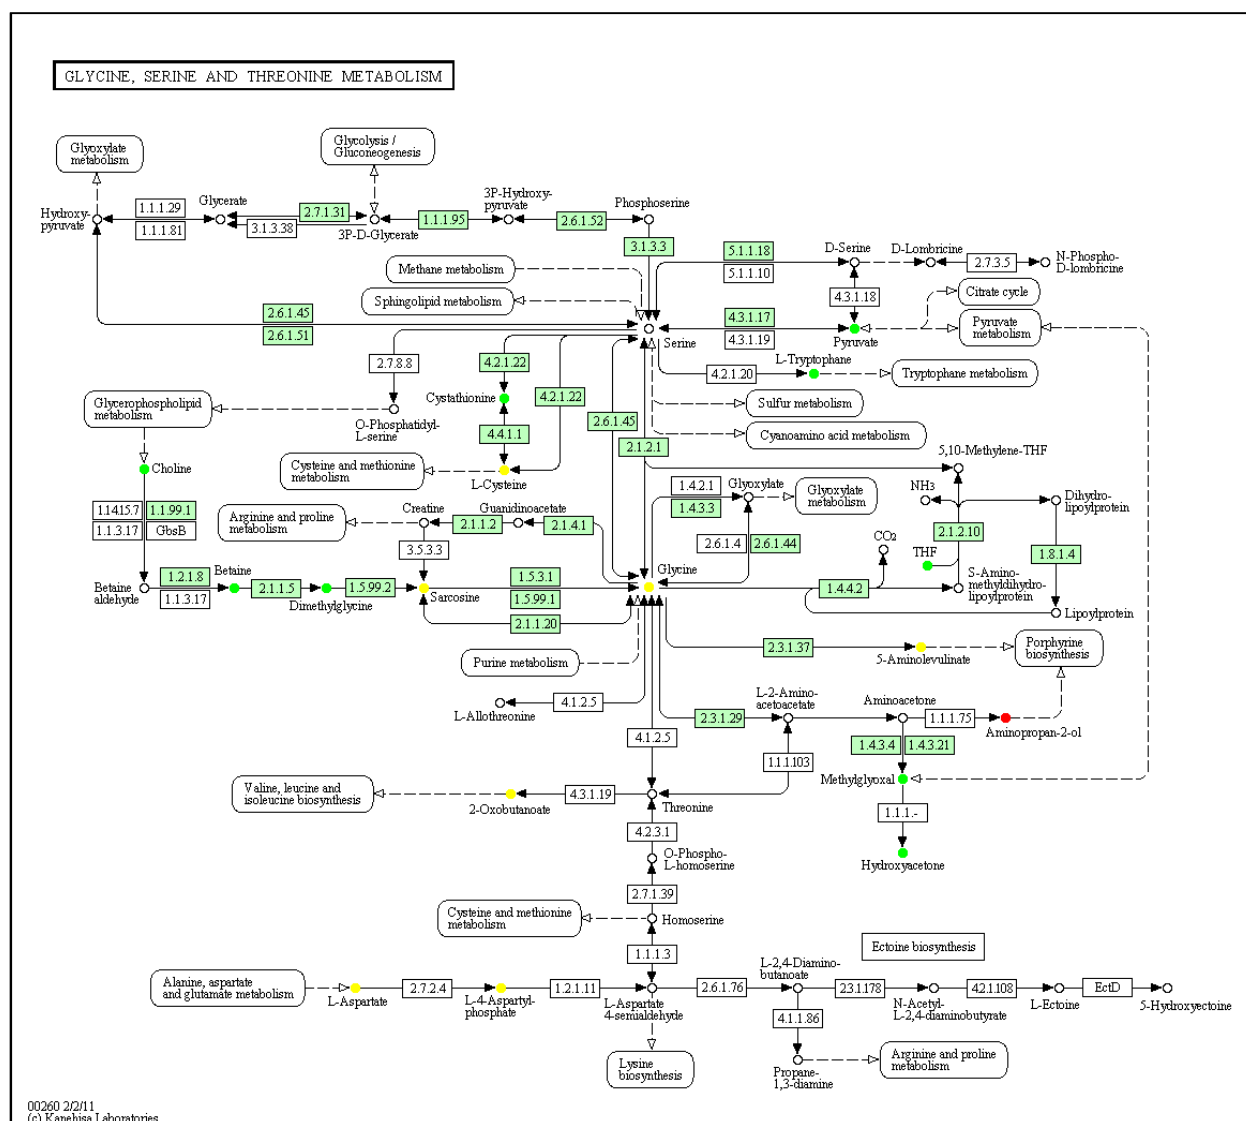 GLYCINE, SERINE AND THREONINE METABOLISM
Glyoxylate
metabolism
Glycolysis /
Gluconeogenesis
Hydroxy-
pyruvate
1.1.1.29
1.1.1.81
Glycerate
2.7.1.31
3.1.3.38
3P-D-Glycerate
1.1.1.95
3P-Hydroxy-
pyruvate
2.6.1.52
Phosphoserine
3.1.3.3
Methane metabolism
Sphingolipid metabolism
5.1.1.18
5.1.1.10
D-Serine
D-Lombricine
2.7.3.5
N-Phospho-
D-lombricine
4.3.1.18
Citrate cycle
2.6.1.45
2.6.1.51
Serine
4.3.1.17
4.3.1.19
Pyruvate
Pyruvate
metabolism
2.7.8.8
4.2.1.22
4.2.1.20
L-Tryptophane
Tryptophane metabolism
Cystathionine
4.2.1.22
Sulfur metabolism
Glycerophospholipid
metabolism
O-Phosphatidyl-
L-serine
4.4.1.1
2.6.1.45
2.1.2.1
Cyanoamino acid metabolism
Choline
Cysteine and methionine
metabolism
L-Cysteine
5,10-Methylene-THF
1.4.2.1
1.4.3.3
Glyoxylate
Glyoxylate
metabolism
NH3
Dihydro-
lipoylprotein
1.14.15.7
1.1.99.1
1.1.3.17
GbsB
Arginine and proline
metabolism
Creatine
2.1.1.2
Guanidinoacetate
2.1.4.1
3.5.3.3
2.6.1.4
2.6.1.44
CO2
2.1.2.10
THF
1.8.1.4
Betaine
aldehyde
1.2.1.8
1.1.3.17
Betaine
2.1.1.5
Dimethylglycine
1.5.99.2
Sarcosine
1.5.3.1
1.5.99.1
2.1.1.20
Glycine
1.4.4.2
S-Amino-
methyldihydro-
lipoylprotein
Lipoylprotein
Purine metabolism
2.3.1.37
5-Aminolevulinate
Porphyrine
biosynthesis
L-Allothreonine
4.1.2.5
4.1.2.5
2.3.1.29
L-2-Amino-
acetoacetate
Aminoacetone
1.1.1.75
Aminopropan-2-ol
1.1.1.103
1.4.3.4
1.4.3.21
Methylglyoxal
Valine, leucine and
isoleucine biosynthesis
2-Oxobutanoate
4.3.1.19
Threonine
1.1.1.-
Hydroxyacetone
4.2.3.1
O-Phospho-
L-homoserine
2.7.1.39
Cysteine and methionine
metabolism
Homoserine
1.1.1.3
Ectoine biosynthesis
Alanine, aspartate
and glutamate metabolism
L-Aspartate
2.7.2.4
L-4-Aspartyl-
phosphate
1.2.1.11
L-Aspartate
4-semialdehyde
2.6.1.76
L-2,4-Diamino-
butanoate
2.3.1.178
N-Acetyl-
L-2,4-diaminobutyrate
4.2.1.108
L-Ectoine
EctD
5-Hydroxyectoine
4.1.1.86
Lysine
biosynthesis
Propane-
1,3-diamine
Arginine and proline
metabolism
00260 2/2/11
(c) Kanehisa Laboratories